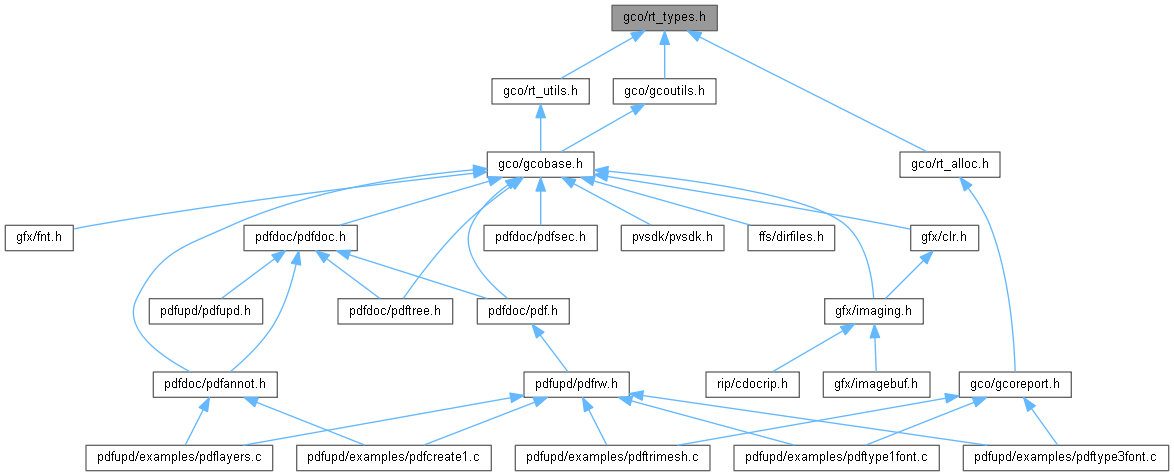 gco/rt_types.h
gco/rt_utils.h
gco/gcoutils.h
gco/gcobase.h
gco/rt_alloc.h
gfx/fnt.h
pdfdoc/pdfdoc.h
pdfdoc/pdfsec.h
pvsdk/pvsdk.h
ffs/dirfiles.h
gfx/clr.h
pdfupd/pdfupd.h
pdfdoc/pdftree.h
pdfdoc/pdf.h
gfx/imaging.h
pdfdoc/pdfannot.h
pdfupd/pdfrw.h
rip/cdocrip.h
gfx/imagebuf.h
gco/gcoreport.h
pdfupd/examples/pdflayers.c
pdfupd/examples/pdfcreate1.c
pdfupd/examples/pdftrimesh.c
pdfupd/examples/pdftype1font.c
pdfupd/examples/pdftype3font.c